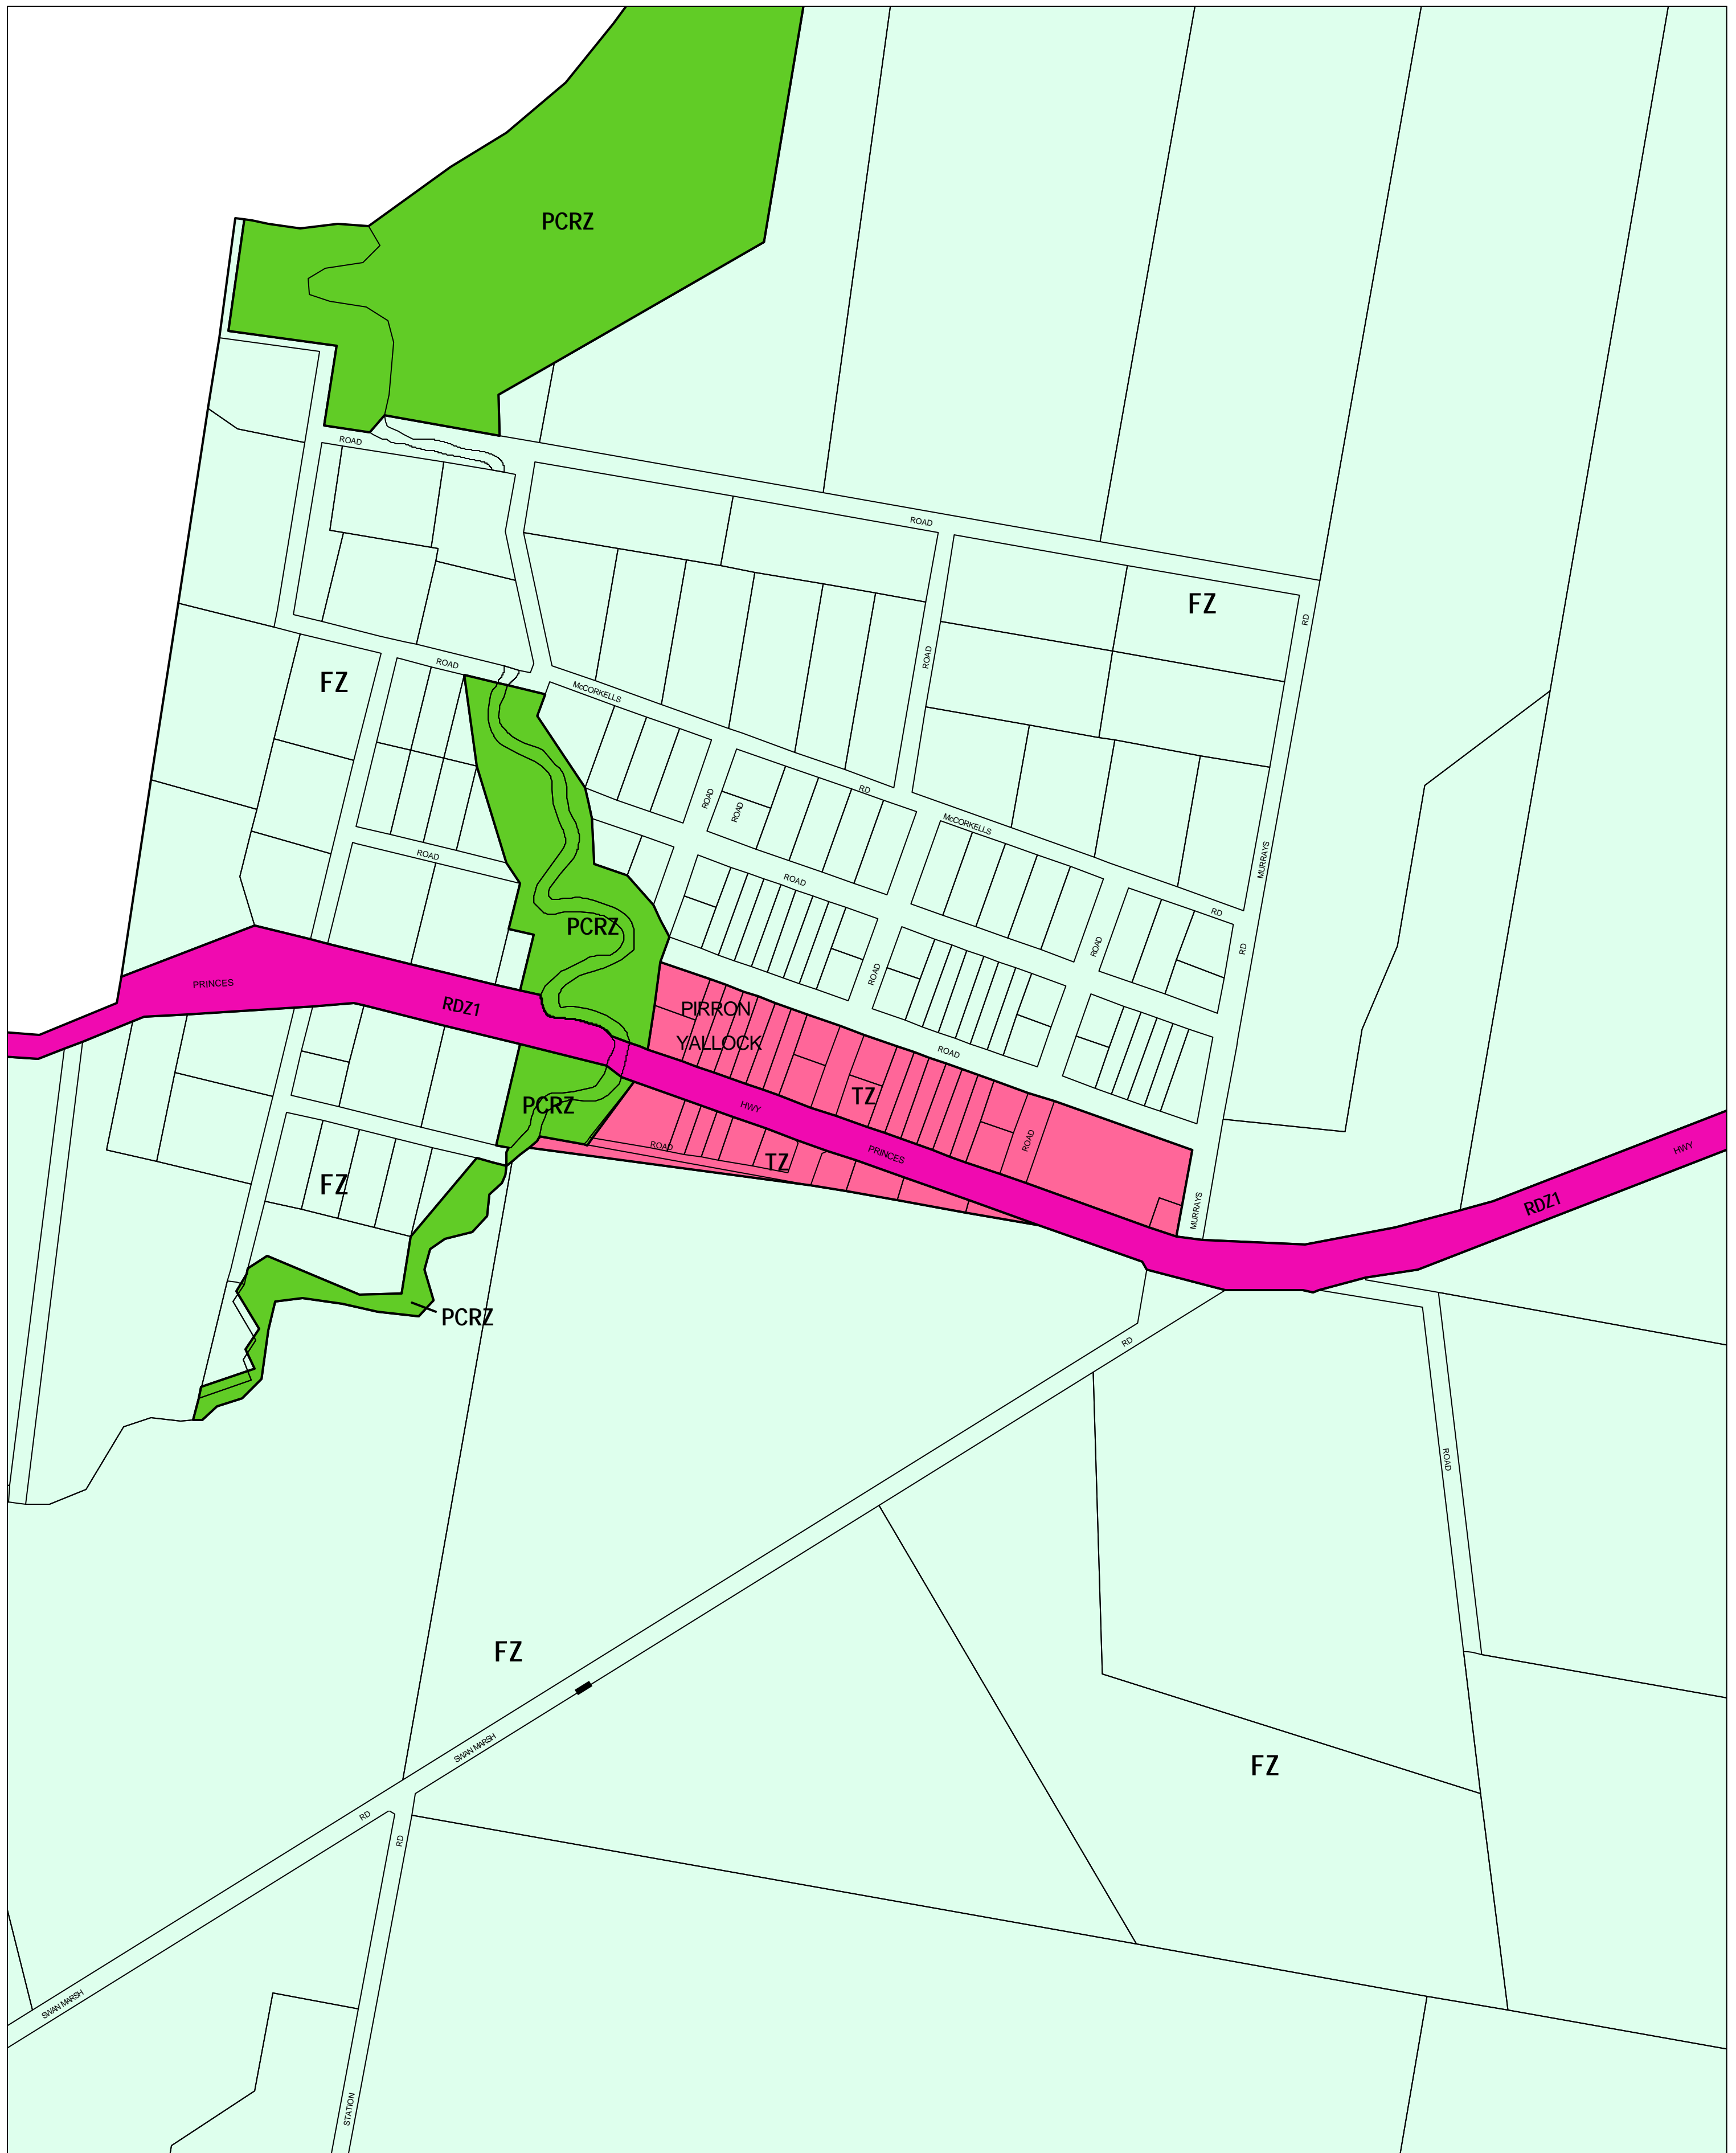 PCRZ
ROAD
ROAD
FZ
RD
ROAD
ROAD
FZ
McCORKELLS
RD
ROAD
ROAD
McCORKELLS
MURRAYS
ROAD
ROAD
RD
PCRZ
RD
ROAD
ROAD
PRINCES
RDZ1
PIRRON
YALLOCK
ROAD
TZ
PCRZ
HWY
ROAD
ROAD
PRINCES
TZ
HWY
FZ
MURRAYS
RDZ1
PCRZ
RD
ROAD
FZ
SWAN MARSH
FZ
RD
RD
SWAN MARSH
STATION